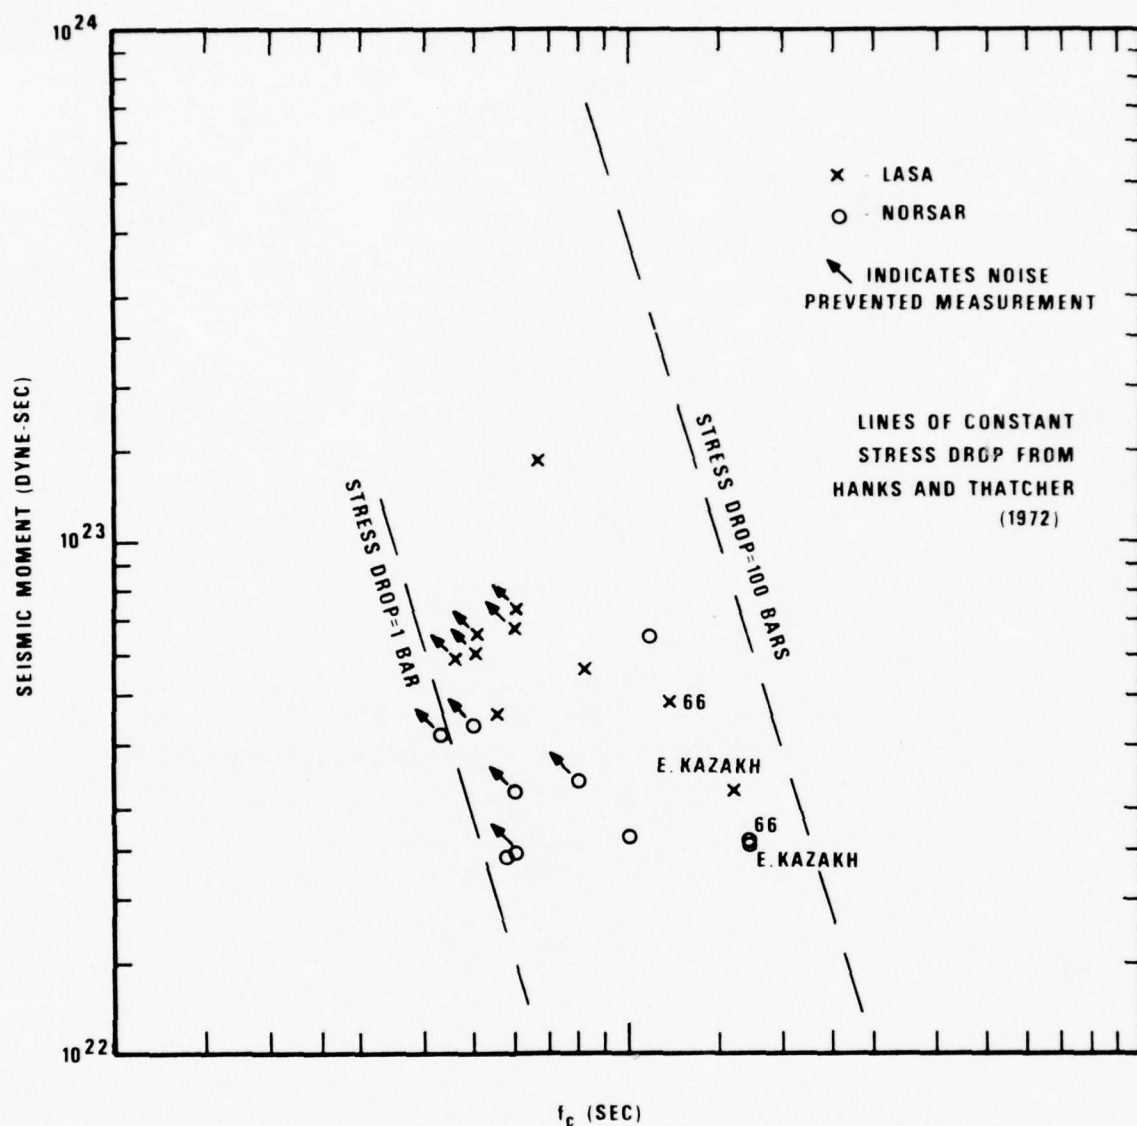 10^24
× - LASA
O - NORSAR
INDICATES NOISE
PREVENTED MEASUREMENT
SEISMIC MOMENT (DYNE-SEC)
LINES OF CONSTANT
STRESS DROP FROM
HANKS AND THATCHER
(1972)
STRESS DROP=100 BARS
STRESS DROP=1 BAR
10^23
66
E. KAZAKH
66
E. KAZAKH
10^22
f_c (SEC)